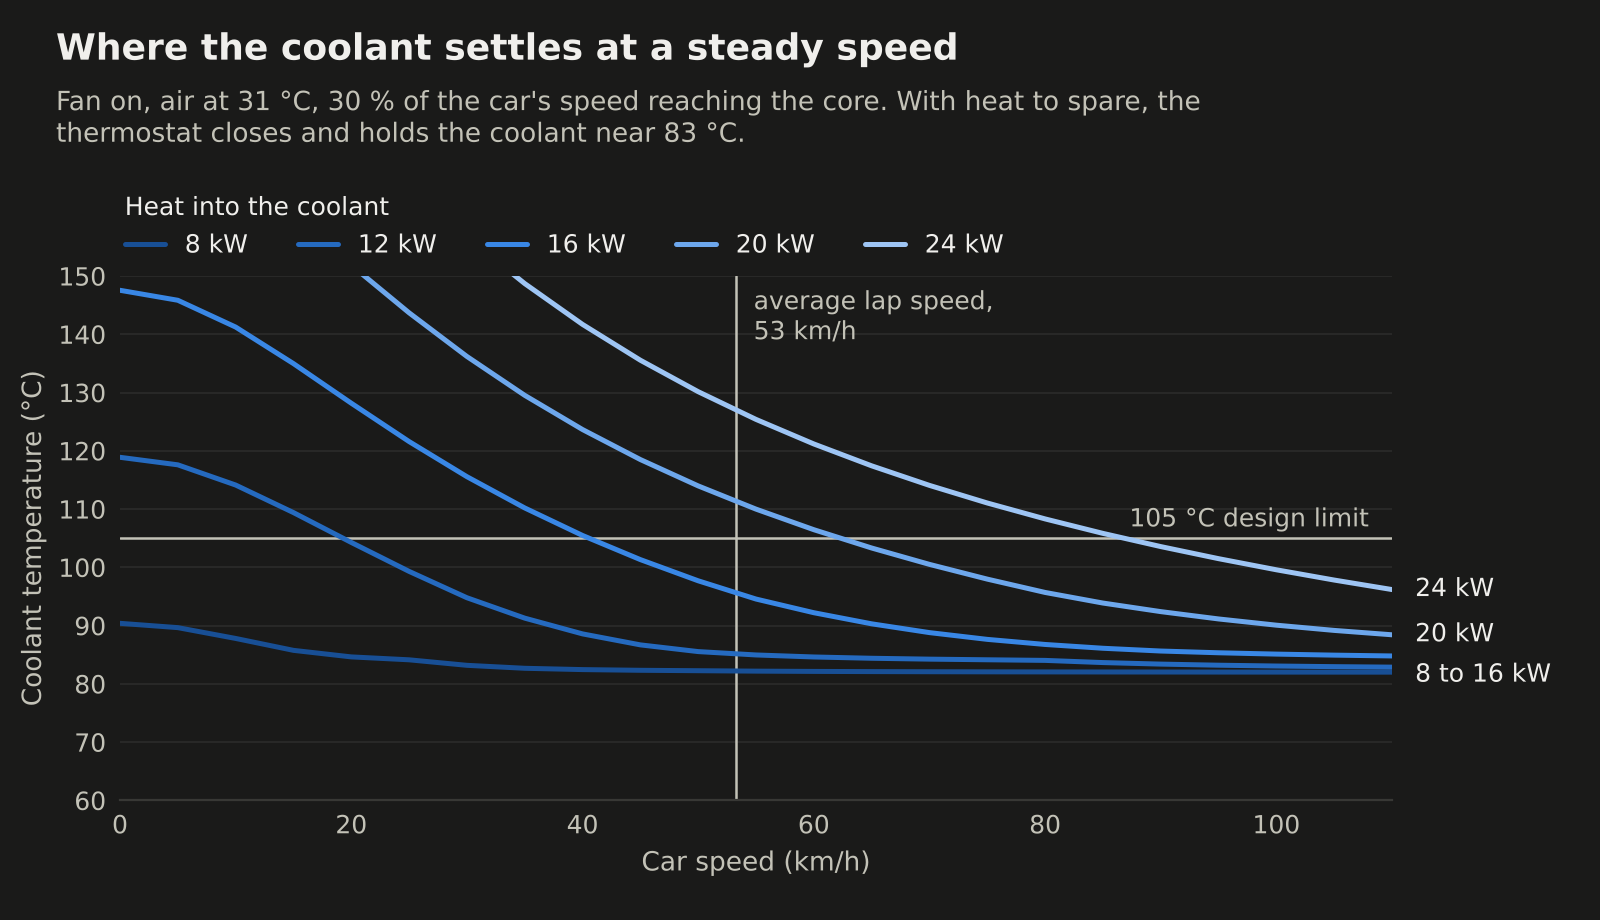 Where the coolant settles at a steady speed
Fan on, air at 31 °C, 30 % of the car's speed reaching the core. With heat to spare, the
thermostat closes and holds the coolant near 83 °C.
Heat into the coolant
8 kW
12 kW
16 kW
20 kW
24 kW
150
140
130
120
110
100
90
80
70
60
Coolant temperature (°C)
average lap speed,
53 km/h
105 °C design limit
24 kW
20 kW
8 to 16 kW
0
20
40
60
80
100
Car speed (km/h)